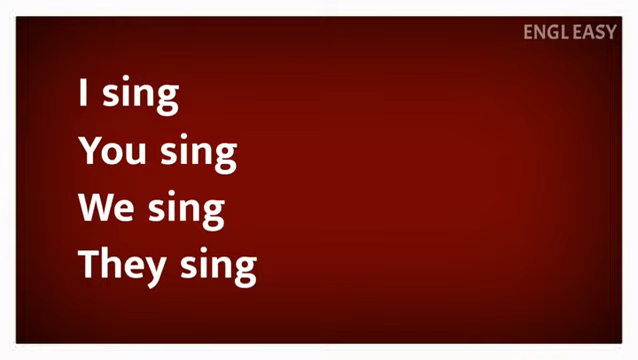 ENGL EASY
I sing
You sing
We sing
They sing